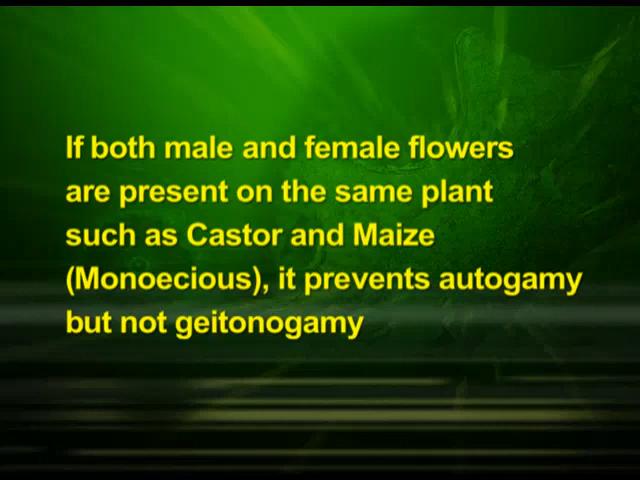 If both male and female flowers
are present on the same plant
such as Castor and Maize
(Monoecious), it prevents autogamy
but not geitonogamy